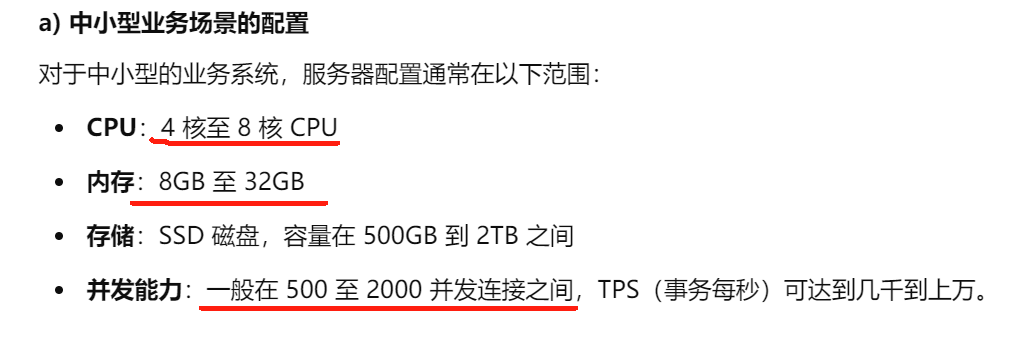 a) 中小型业务场景的配置
对于中小型的业务系统，服务器配置通常在以下范围：
• CPU：4 核至 8 核 CPU
• 内存：8GB 至 32GB
• 存储：SSD 磁盘，容量在 500GB 到 2TB 之间
• 并发能力：一般在 500 至 2000 并发连接之间，TPS（事务每秒）可达到几千到上万。